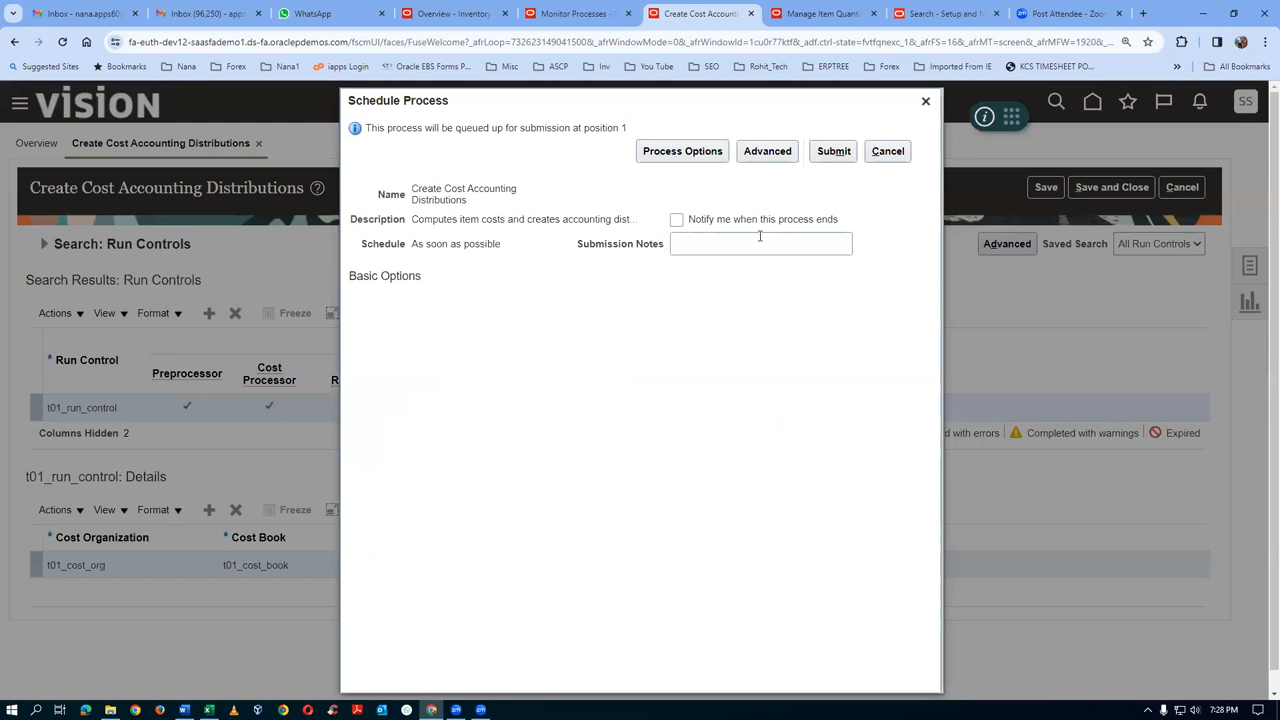 Inbox - nana.apps60
Inbox (96,250) - apps
WhatsApp
Overview - Inventory
Monitor Processes - S
Create Cost Accounti
Manage Item Quanti
Search - Setup and
Post Attendee - Zoo
fa-euth-dev12-saasfademo1.ds-fa.oraclepdemos.com/fscmUI/faces/FuseWelcome?_afrLoop=732623149041500&_afrWindowMode=0&_afrWindowId=1cu0r77ktf&_adf.ctrl-state=fvtfqnexc_1&_afrFS=16&_afrMT=screen&_afrMFW=1920&_
Suggested Sites
Bookmarks
Nana
Forex
Nana1
iapps Login
Oracle EBS Forms P...
Misc
ASCP
Inv
You Tube
SEO
Rohit_Tech
ERPTREE
Forex
Imported From IE
KCS TIMESHEET PO...
All Bookmarks
VISION
SS
Overview
Create Cost Accounting Distributions
Create Cost Accounting Distributions
Save
Save and Close
Cancel
Search: Run Controls
Advanced
Saved Search
All Run Controls
Search Results: Run Controls
Actions
View
Format
Freeze
* Run Control
Preprocessor
Cost
Processor
R
t01_run_control
Columns Hidden 2
d with errors
Completed with warnings
Expired
t01_run_control: Details
Actions
View
Format
Freeze
* Cost Organization
* Cost Book
t01_cost_org
t01_cost_book
Schedule Process
This process will be queued up for submission at position 1
Process Options
Advanced
Submit
Cancel
Name
Create Cost Accounting
Distributions
Description
Computes item costs and creates accounting dist...
Notify me when this process ends
Schedule
As soon as possible
Submission Notes
Basic Options
7:28 PM